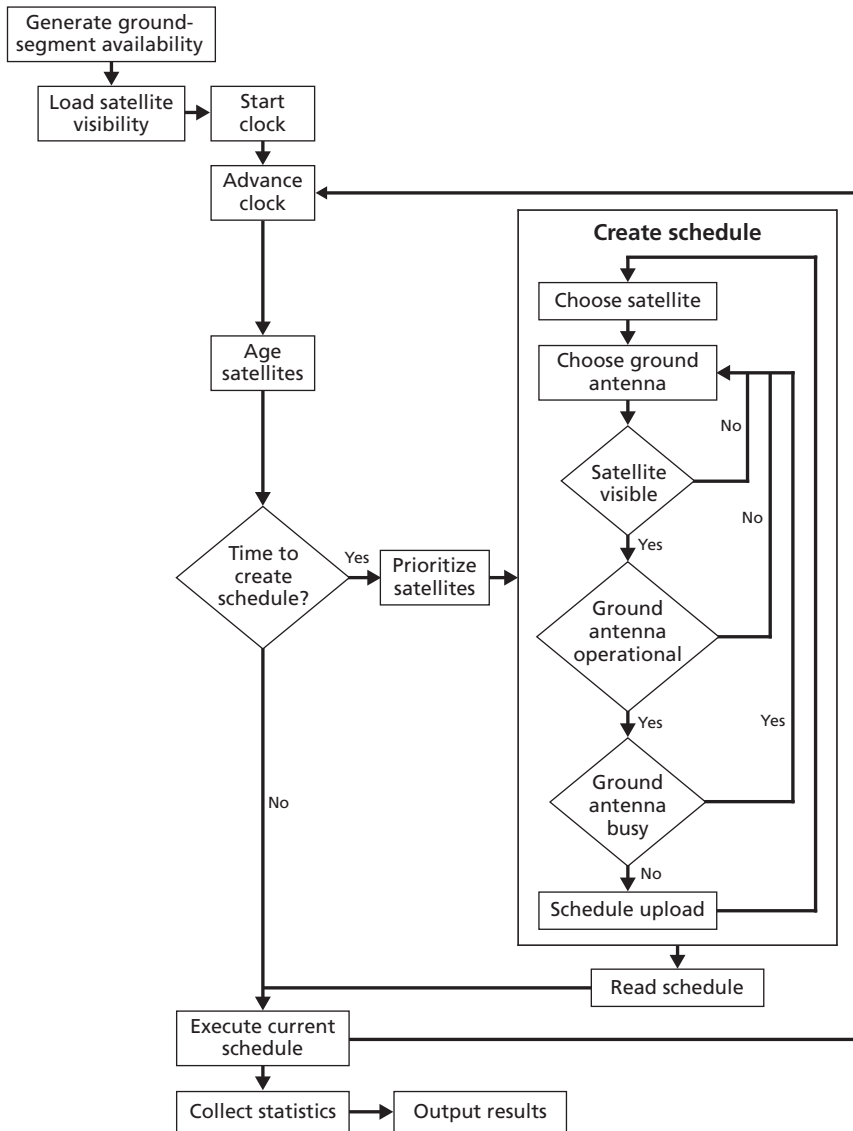 Generate ground-
segment availability
Load satellite
visibility
Start
clock
Advance
clock
Create schedule
Choose satellite
Age
satellites
Choose ground
antenna
No
Satellite
visible
No
Yes
Time to
create
schedule?
Yes
Prioritize
satellites
Ground
antenna
operational
Yes
Yes
Ground
antenna
busy
No
No
Schedule upload
Read schedule
Execute current
schedule
Collect statistics
Output results